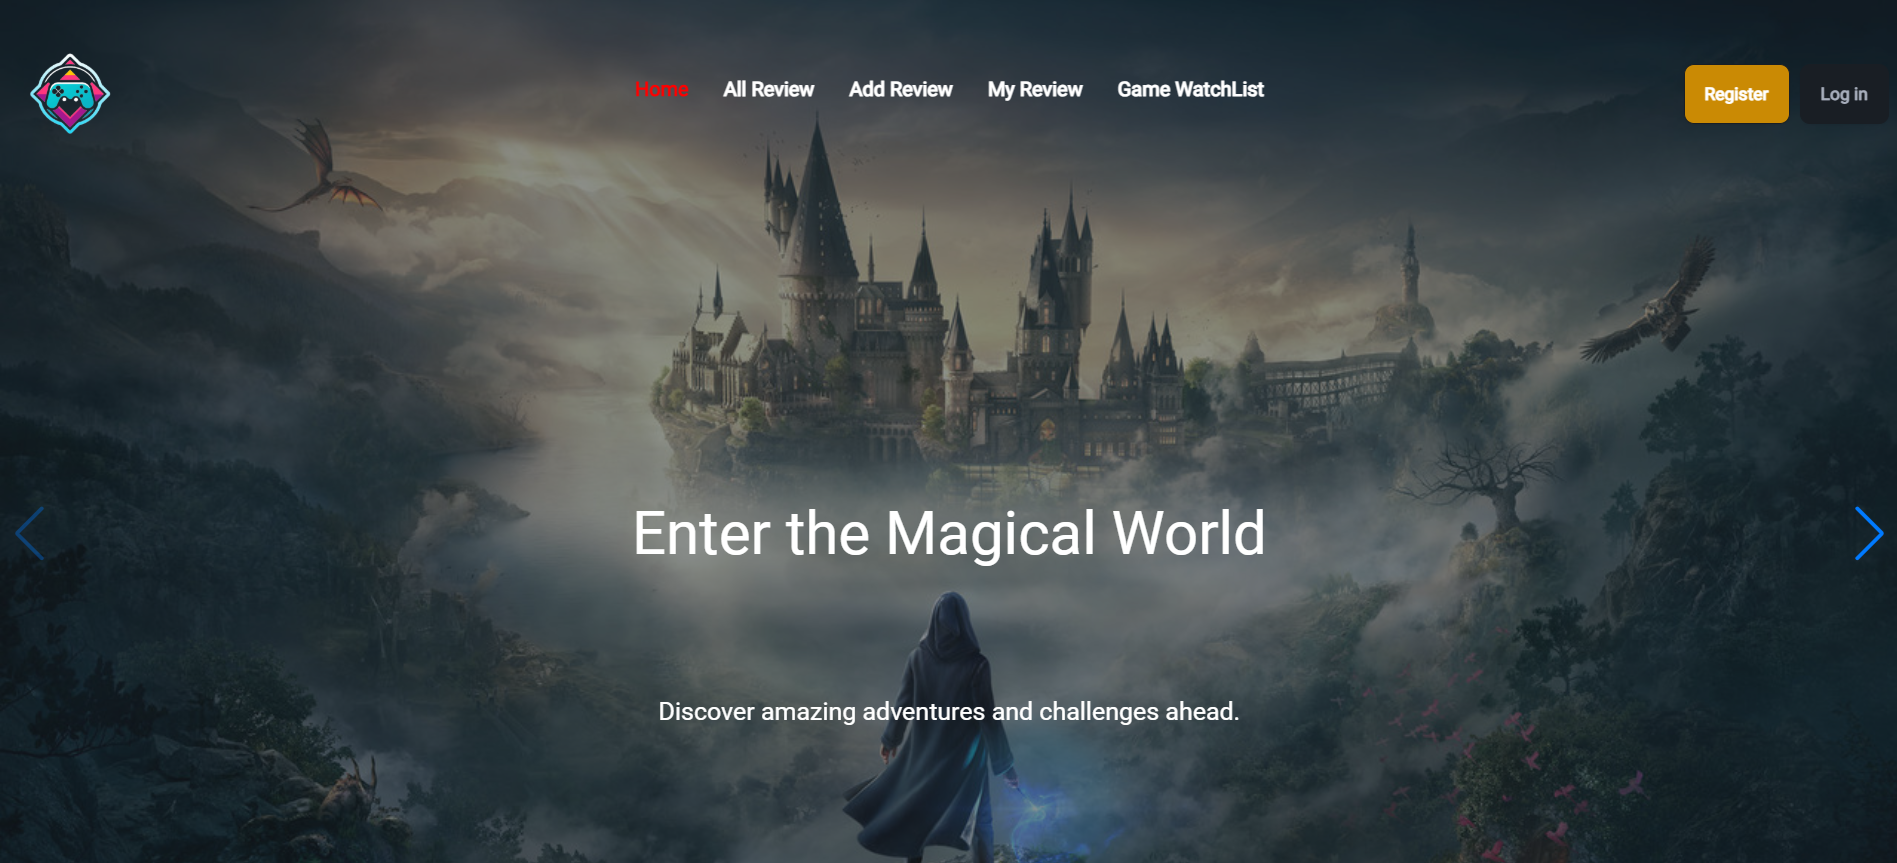 Home All Review Add Review My Review Game WatchList Register Log in
Enter the Magical World
Discover amazing adventures and challenges ahead.